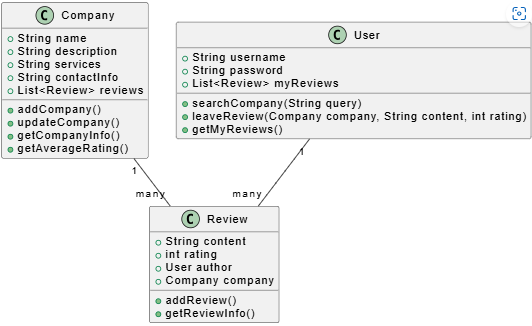 C Company
String name
String description
String services
String contactInfo
List<Review> reviews
addCompany()
updateCompany()
getCompanyInfo()
getAverageRating()
C User
String username
String password
List<Review> myReviews
searchCompany(String query)
leaveReview(Company company, String content, int rating)
getMyReviews()
1
1
many
many
C Review
String content
int rating
User author
Company company
addReview()
getReviewInfo()